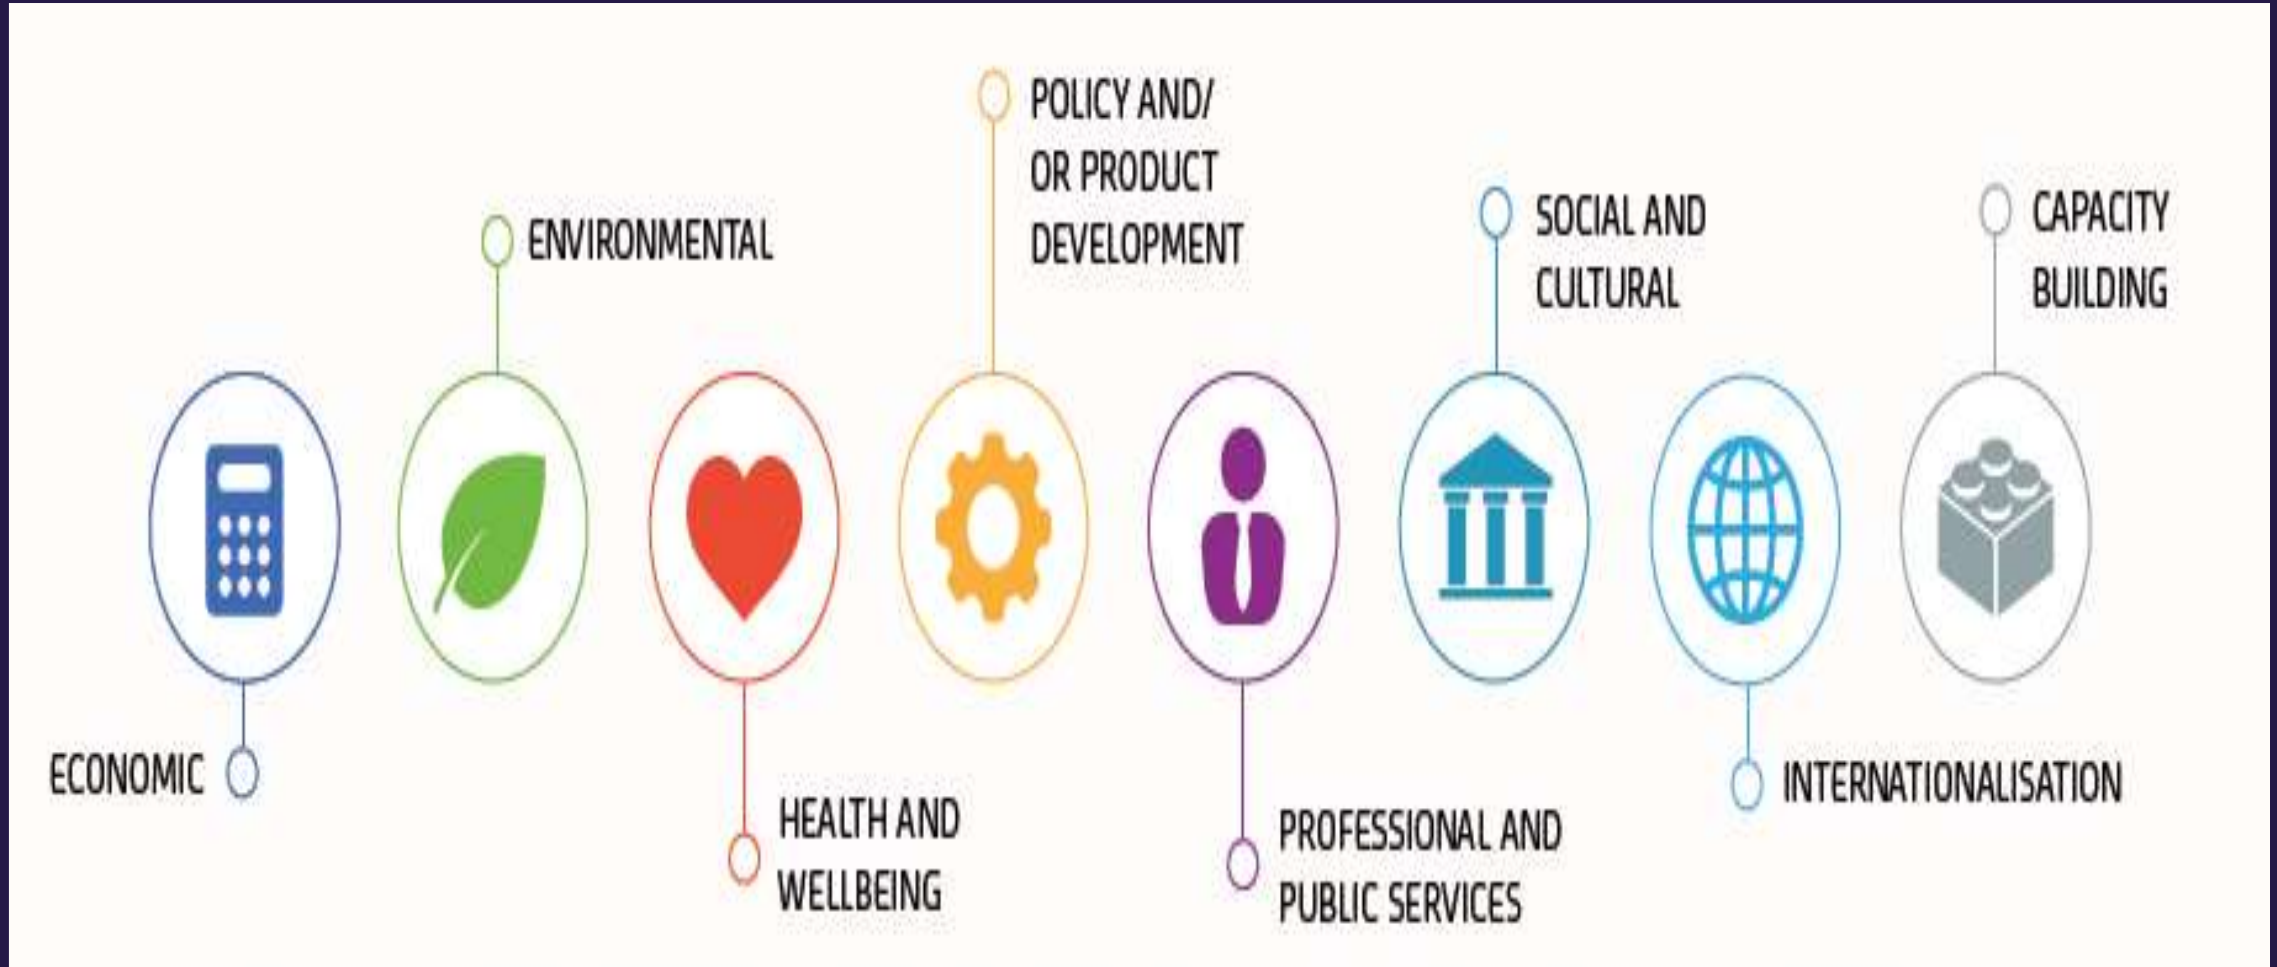 ECONOMIC
ENVIRONMENTAL
HEALTH AND
WELLBEING
POLICY AND/
OR PRODUCT
DEVELOPMENT
PROFESSIONAL AND
PUBLIC SERVICES
SOCIAL AND
CULTURAL
INTERNATIONALISATION
CAPACITY
BUILDING